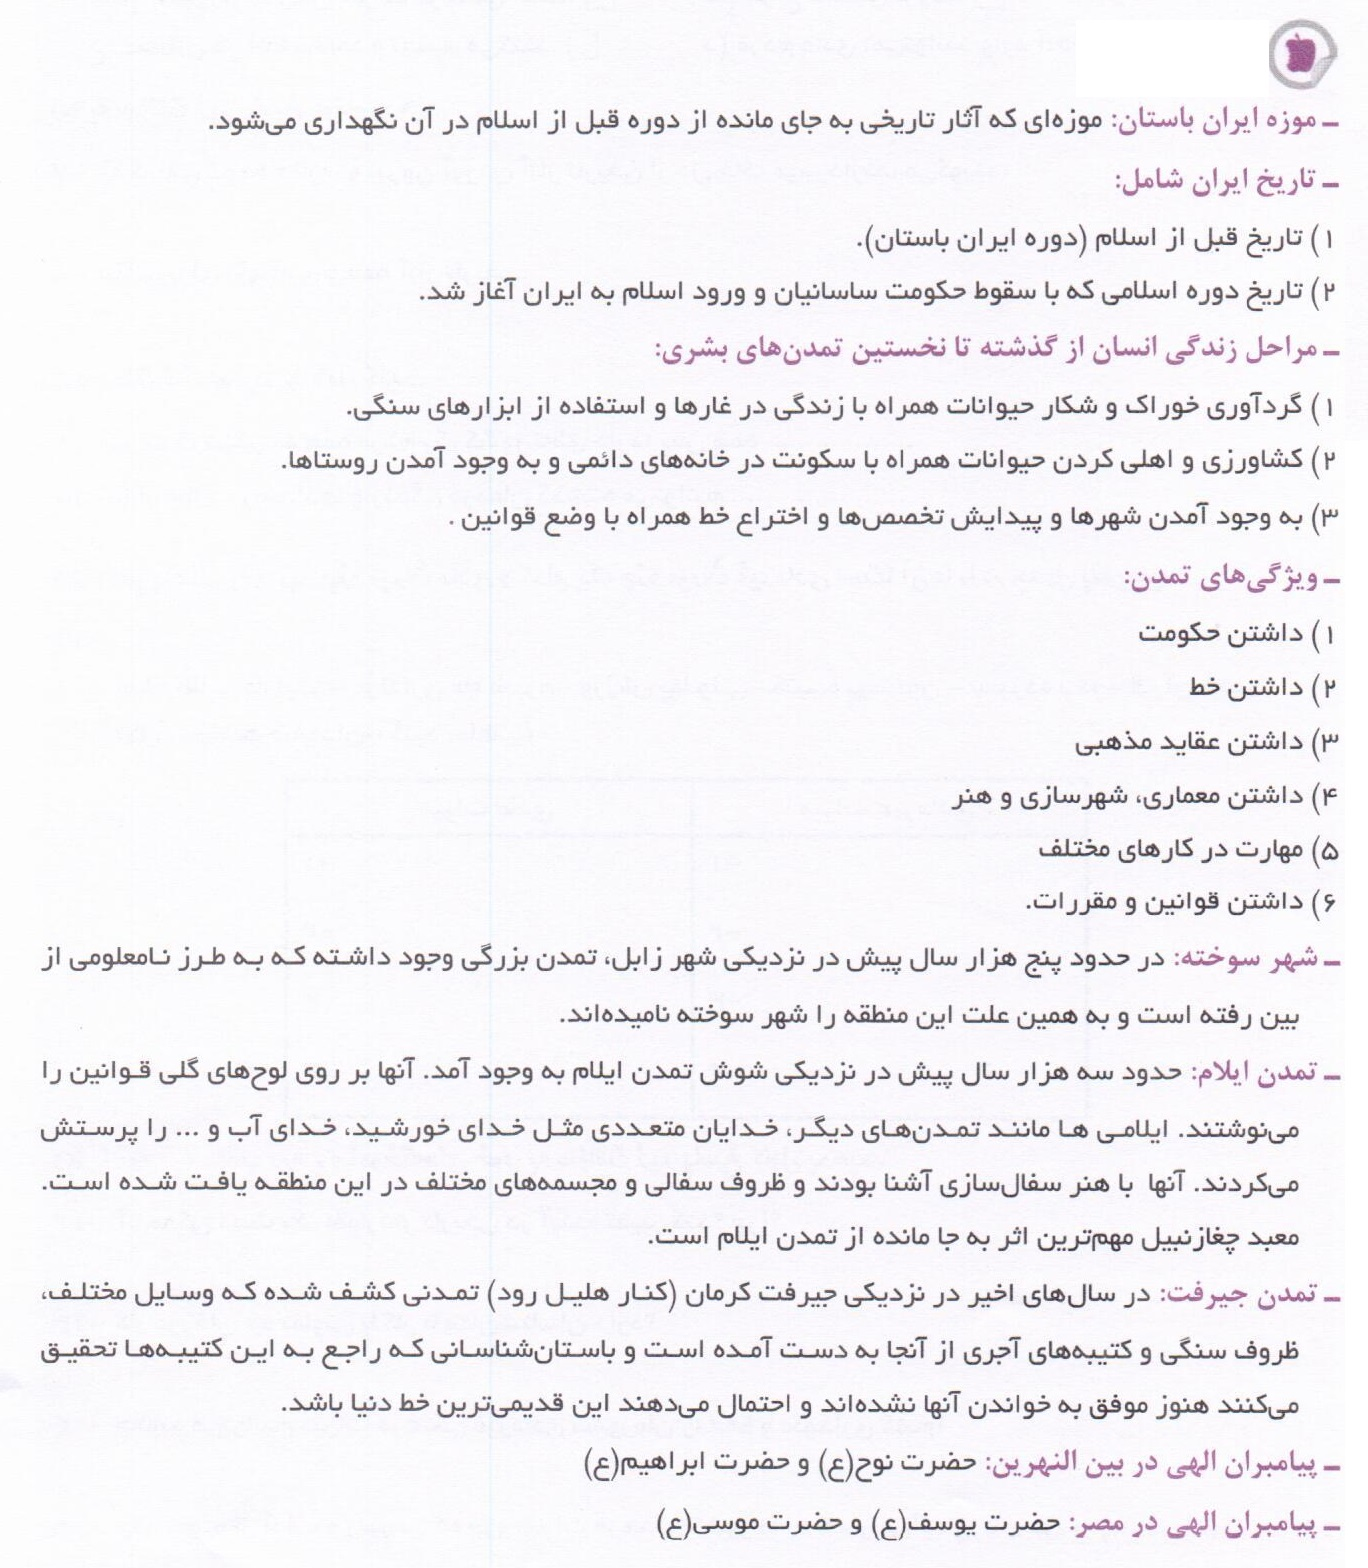 ـ موزه ایران باستان: موزه‌ای که آثار تاریخی به جای مانده از دوره قبل از اسلام در آن نگهداری می‌شود.
ـ تاریخ ایران شامل:
۱) تاریخ قبل از اسلام (دوره ایران باستان).
۲) تاریخ دوره اسلامی که با سقوط حکومت ساسانیان و ورود اسلام به ایران آغاز شد.
ـ مراحل زندگی انسان از گذشته تا نخستین تمدن‌های بشری:
۱) گردآوری خوراک و شکار حیوانات همراه با زندگی در غارها و استفاده از ابزارهای سنگی.
۲) کشاورزی و اهلی کردن حیوانات همراه با سکونت در خانه‌های دائمی و به وجود آمدن روستاها.
۳) به وجود آمدن شهرها و پیدایش تخصص‌ها و اختراع خط همراه با وضع قوانین .
ـ ویژگی‌های تمدن:
۱) داشتن حکومت
۲) داشتن خط
۳) داشتن عقاید مذهبی
۴) داشتن معماری، شهرسازی و هنر
۵) مهارت در کارهای مختلف
۶) داشتن قوانین و مقررات.
ـ شهر سوخته: در حدود پنج هزار سال پیش در نزدیکی شهر زابل، تمدن بزرگی وجود داشته که به طرز نامعلومی از
بین رفته است و به همین علت این منطقه را شهر سوخته نامیده‌اند.
ـ تمدن ایلام: حدود سه هزار سال پیش در نزدیکی شوش تمدن ایلام به وجود آمد. آنها بر روی لوح‌های گلی قوانین را
می‌نوشتند. ایلامی ها مانند تمدن‌های دیگر، خدایان متعددی مثل خدای خورشید، خدای آب و ... را پرستش
می‌کردند. آنها با هنر سفال‌سازی آشنا بودند و ظروف سفالی و مجسمه‌های مختلف در این منطقه یافت شده است.
معبد چغازنبیل مهم‌ترین اثر به جا مانده از تمدن ایلام است.
ـ تمدن جیرفت: در سال‌های اخیر در نزدیکی جیرفت کرمان (کنار هلیل رود) تمدنی کشف شده که وسایل مختلف،
ظروف سنگی و کتیبه‌های آجری از آنجا به دست آمده است و باستان‌شناسانی که راجع به این کتیبه‌ها تحقیق
می‌کنند هنوز موفق به خواندن آنها نشده‌اند و احتمال می‌دهند این قدیمی‌ترین خط دنیا باشد.
ـ پیامبران الهی در بین النهرین: حضرت نوح(ع) و حضرت ابراهیم(ع)
ـ پیامبران الهی در مصر: حضرت یوسف(ع) و حضرت موسی(ع)